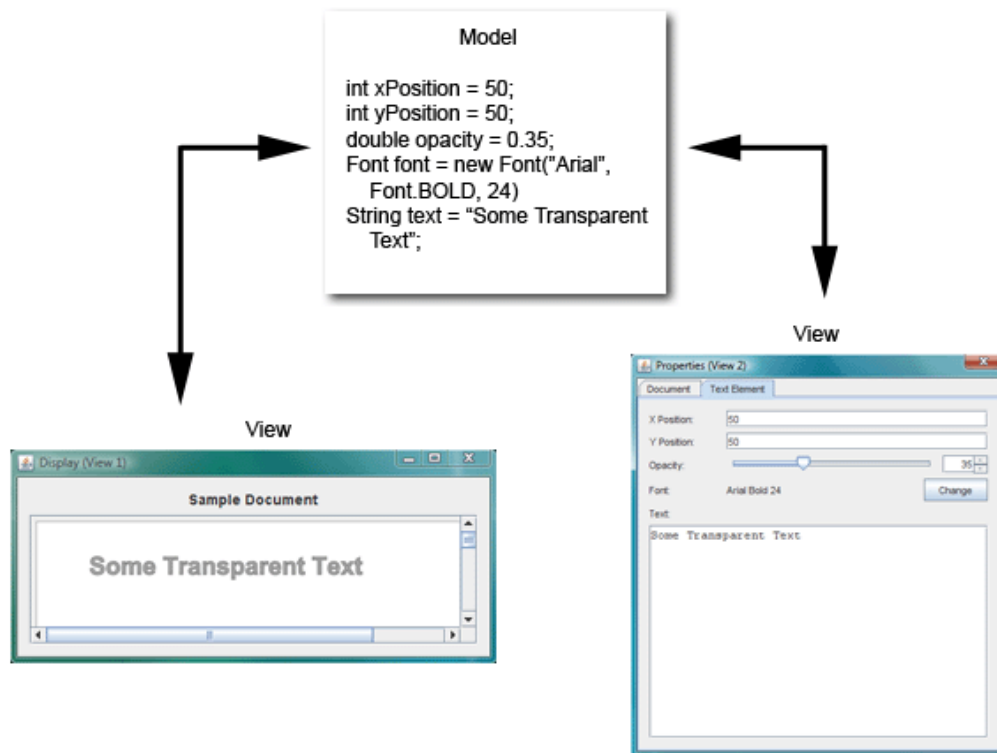 Model
int xPosition = 50;
int yPosition = 50;
double opacity = 0.35;
Font font = new Font("Arial",
Font.BOLD, 24)
String text = “Some Transparent
Text”;
View
Display (View 1)
Sample Document
Some Transparent Text
View
Properties (View 2)
Document
Text Element
X Position:
50
Y Position:
50
Opacity:
35
Font:
Arial Bold 24
Change
Text:
Some Transparent Text